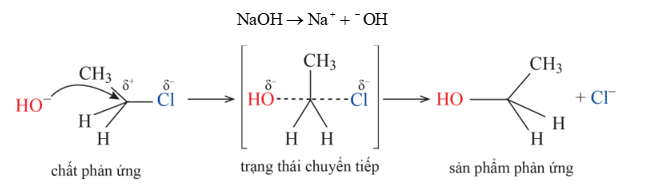 NaOH → Na⁺ + ⁻OH
CH₃ δ⁺ δ⁻ CH₃ δ⁻ δ⁻ CH₃
HO⁻ Cl → HO Cl → HO + Cl⁻
H H H H H H
chất phản ứng trạng thái chuyển tiếp sản phẩm phản ứng